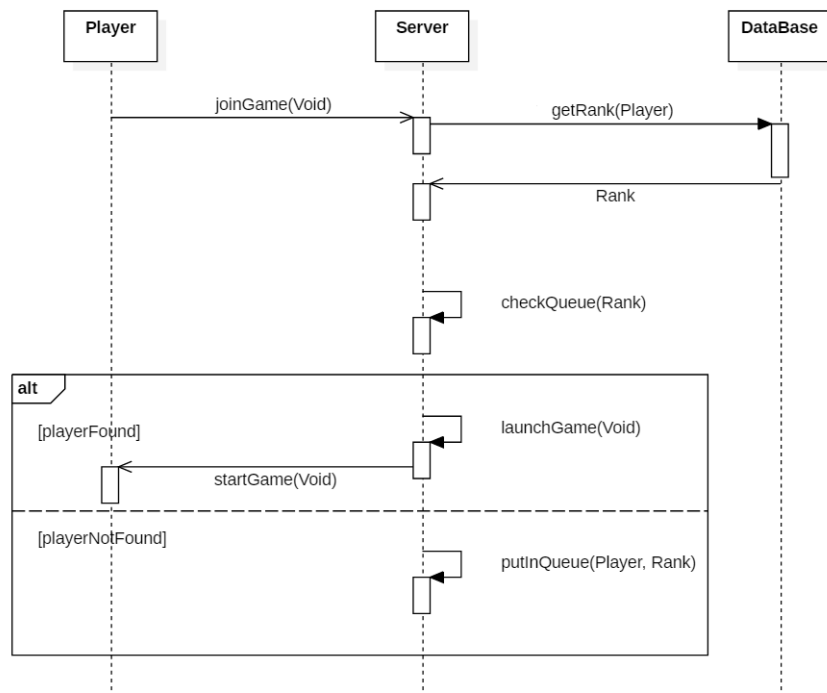 Player
Server
DataBase
joinGame(Void)
getRank(Player)
Rank
checkQueue(Rank)
alt
[playerFound]
launchGame(Void)
startGame(Void)
[playerNotFound]
putInQueue(Player, Rank)